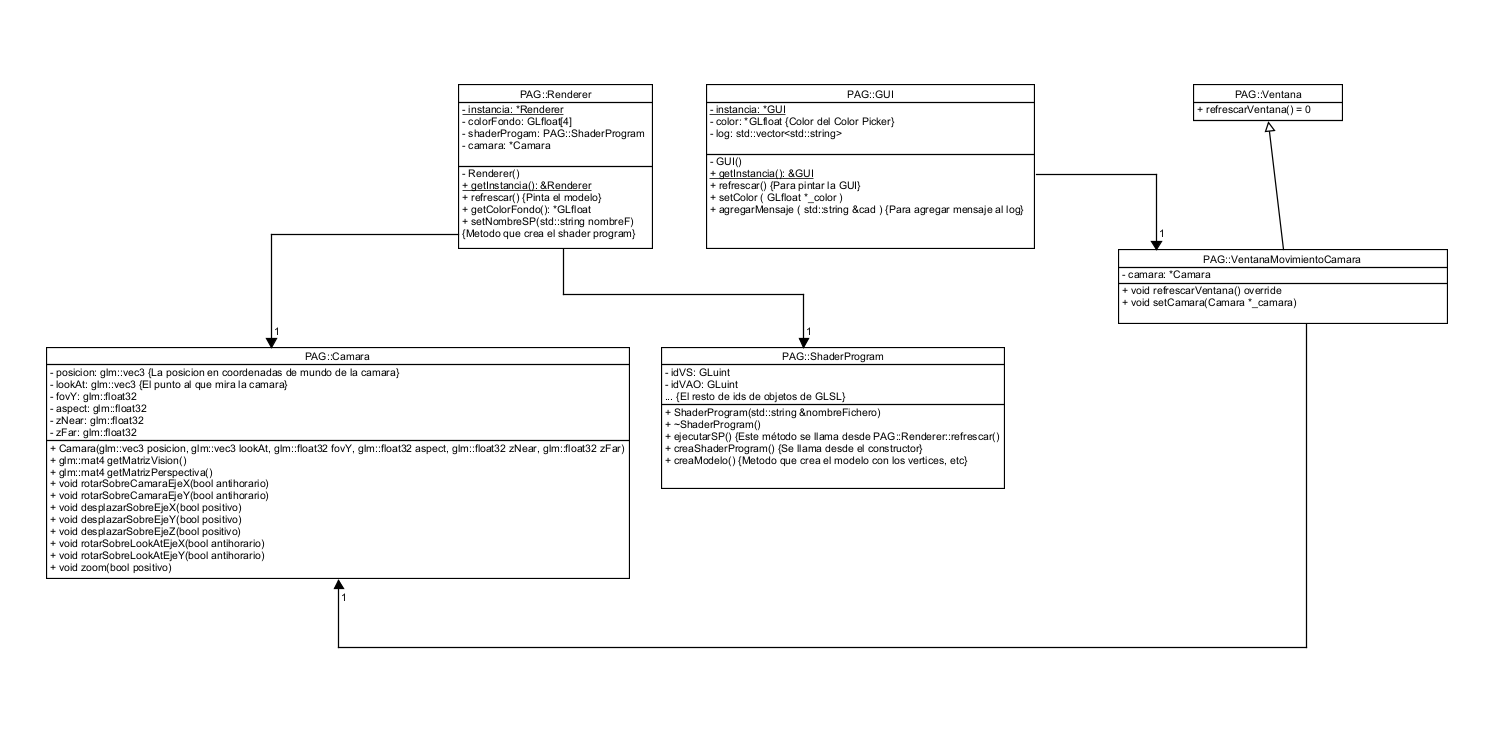 PAG::Renderer
- instancia: *Renderer
- colorFondo: GLfloat[4]
- shaderProgam: PAG::ShaderProgram
- camara: *Camara
- Renderer()
+ getInstancia(): &Renderer
+ refrescar() {Pinta el modelo}
+ getColorFondo(): *GLfloat
+ setNombreSP(std::string nombreF)
{Metodo que crea el shader program}
PAG::GUI
- instancia: *GUI
- color: *GLfloat {Color del Color Picker}
- log: std::vector<std::string>
- GUI()
+ getInstancia(): &GUI
+ refrescar() {Para pintar la GUI}
+ setColor ( GLfloat *_color )
+ agregarMensaje ( std::string &cad ) {Para agregar mensaje al log}
PAG::Ventana
+ refrescarVentana() = 0
1
PAG::VentanaMovimientoCamara
- camara: *Camara
+ void refrescarVentana() override
+ void setCamara(Camara *_camara)
1
PAG::Camara
- posicion: glm::vec3 {La posicion en coordenadas de mundo de la camara}
- lookAt: glm::vec3 {El punto al que mira la camara}
- fovY: glm::float32
- aspect: glm::float32
- zNear: glm::float32
- zFar: glm::float32
+ Camara(glm::vec3 posicion, glm::vec3 lookAt, glm::float32 fovY, glm::float32 aspect, glm::float32 zNear, glm::float32 zFar)
+ glm::mat4 getMatrizVision()
+ glm::mat4 getMatrizPerspectiva()
+ void rotarSobreCamaraEjeX(bool antihorario)
+ void rotarSobreCamaraEjeY(bool antihorario)
+ void desplazarSobreEjeX(bool positivo)
+ void desplazarSobreEjeY(bool positivo)
+ void desplazarSobreEjeZ(bool positivo)
+ void rotarSobreLookAtEjeX(bool antihorario)
+ void rotarSobreLookAtEjeY(bool antihorario)
+ void zoom(bool positivo)
1
PAG::ShaderProgram
- idVS: GLuint
- idVAO: GLuint
... {El resto de ids de objetos de GLSL}
+ ShaderProgram(std::string &nombreFichero)
+ ~ShaderProgram()
+ ejecutarSP() {Este método se llama desde PAG::Renderer::refrescar()
+ creaShaderProgram() {Se llama desde el constructor}
+ creaModelo() {Metodo que crea el modelo con los vertices, etc}
1